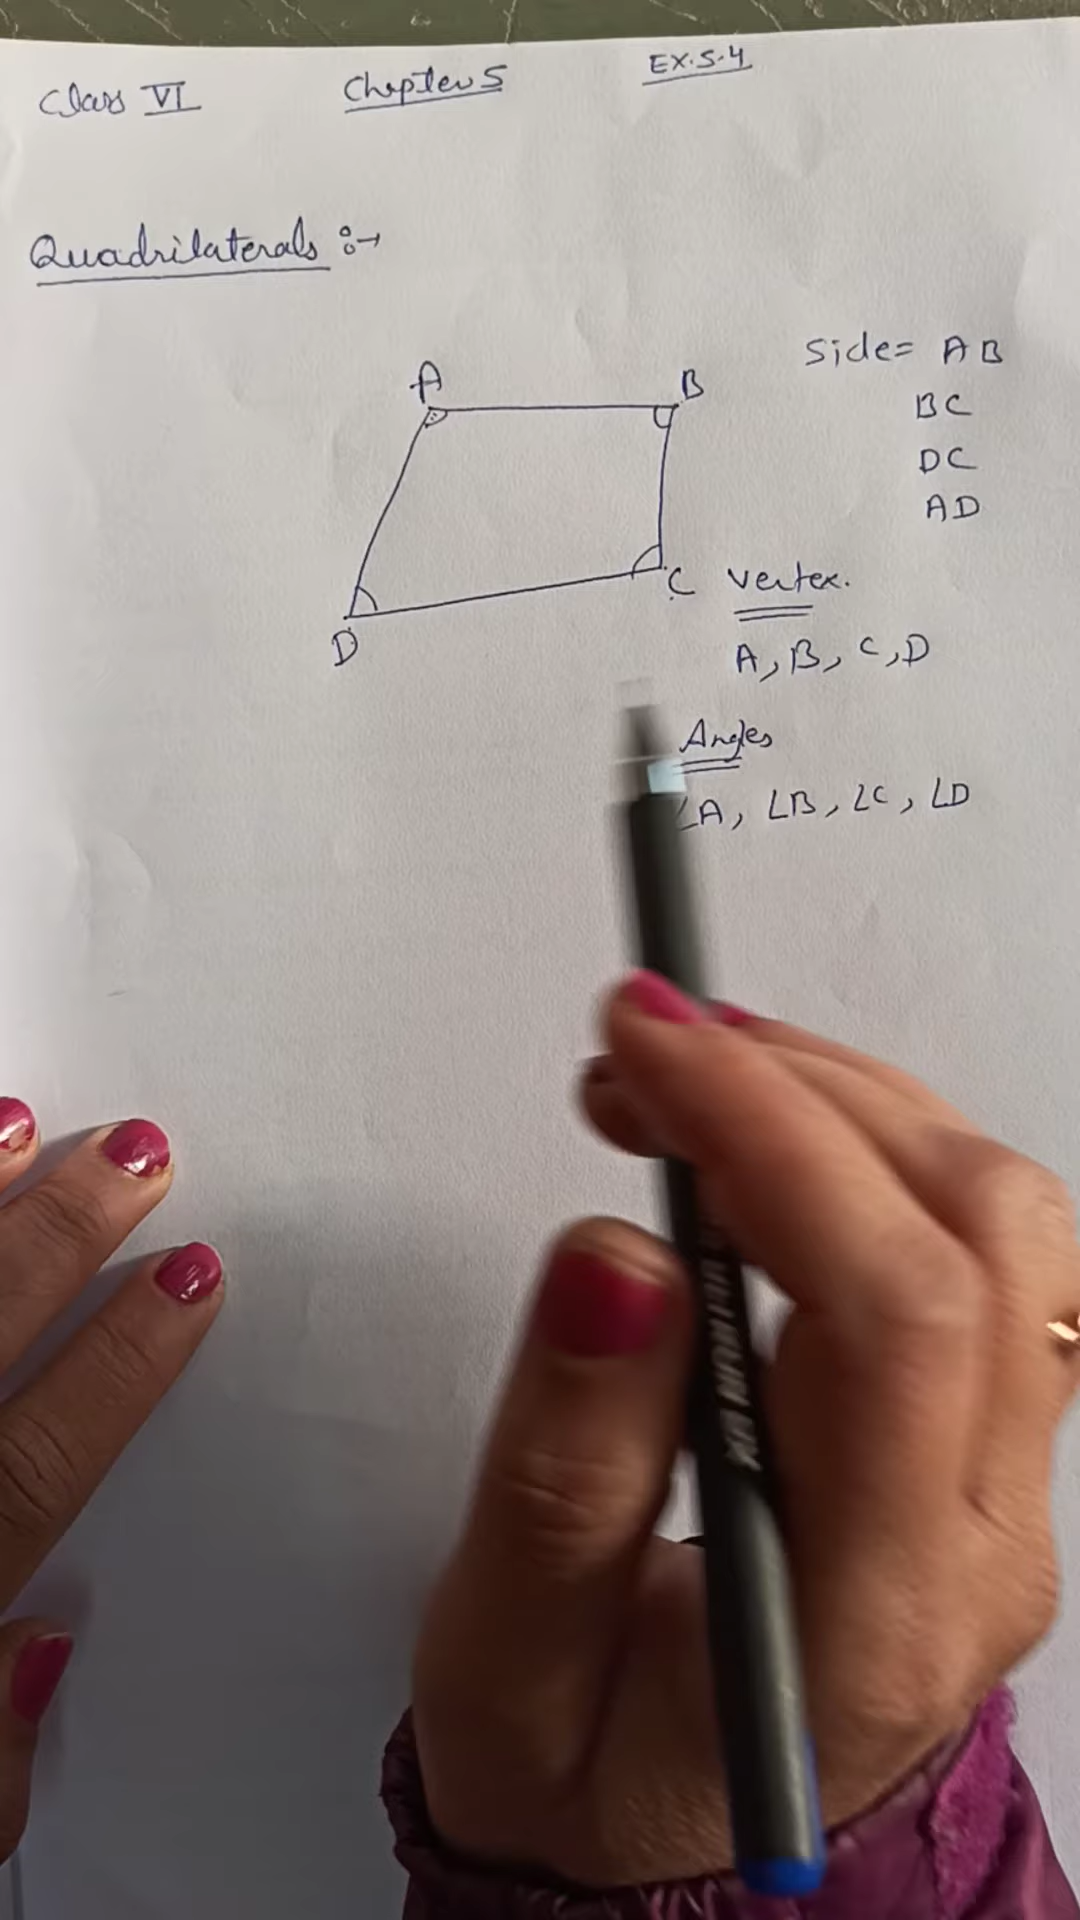 Class VI Chapter 5 Ex.5.4
Quadrilaterals :→
A B
C
D
Side = AB
BC
DC
AD
Vertex.
A, B, C, D
Angles
∠A, ∠B, ∠C, ∠D